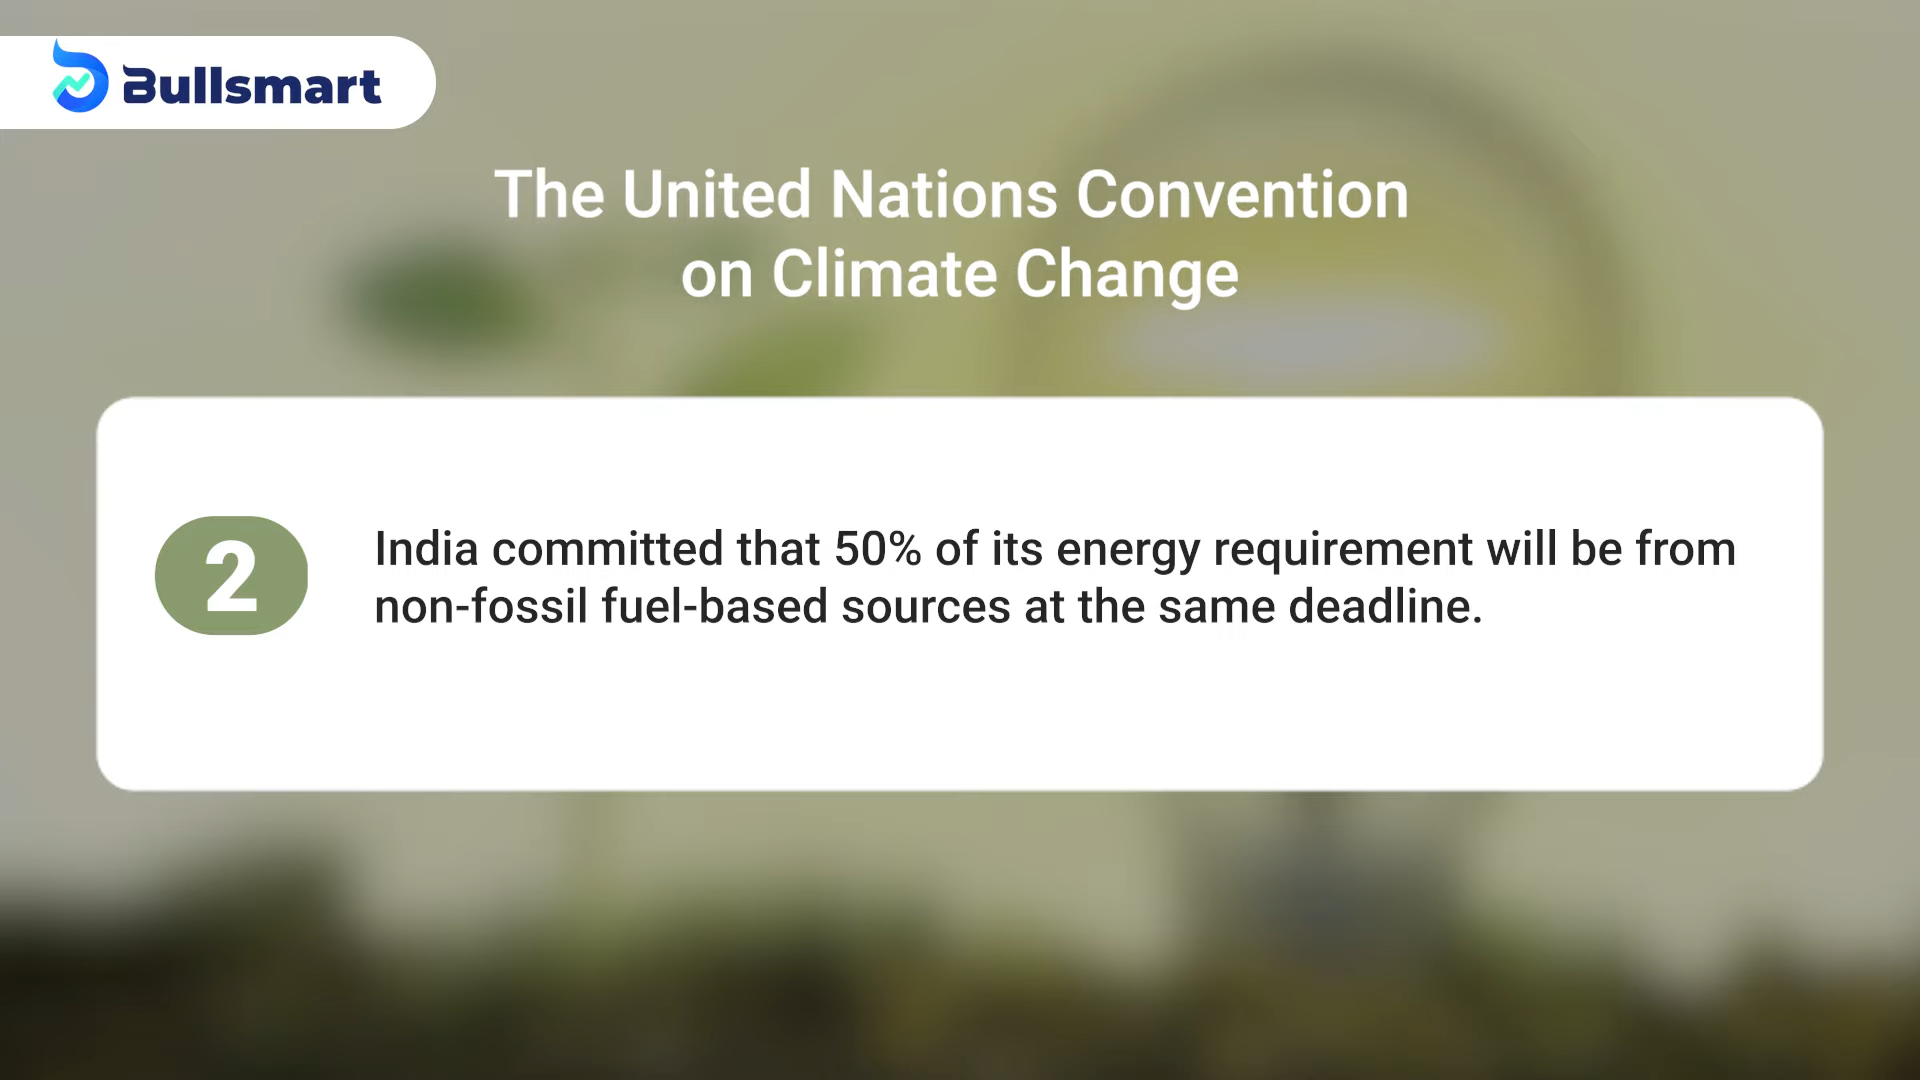 Bullsmart
The United Nations Convention
on Climate Change
2
India committed that 50% of its energy requirement will be from
non-fossil fuel-based sources at the same deadline.